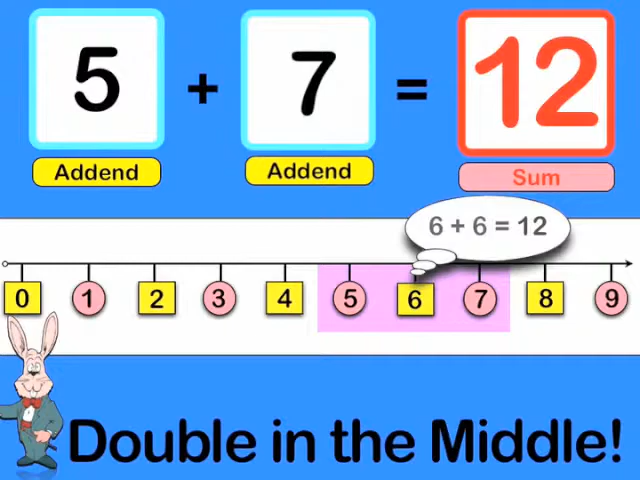 5 + 7 = 12
Addend Addend Sum
6 + 6 = 12
0 1 2 3 4 5 6 7 8 9
Double in the Middle!